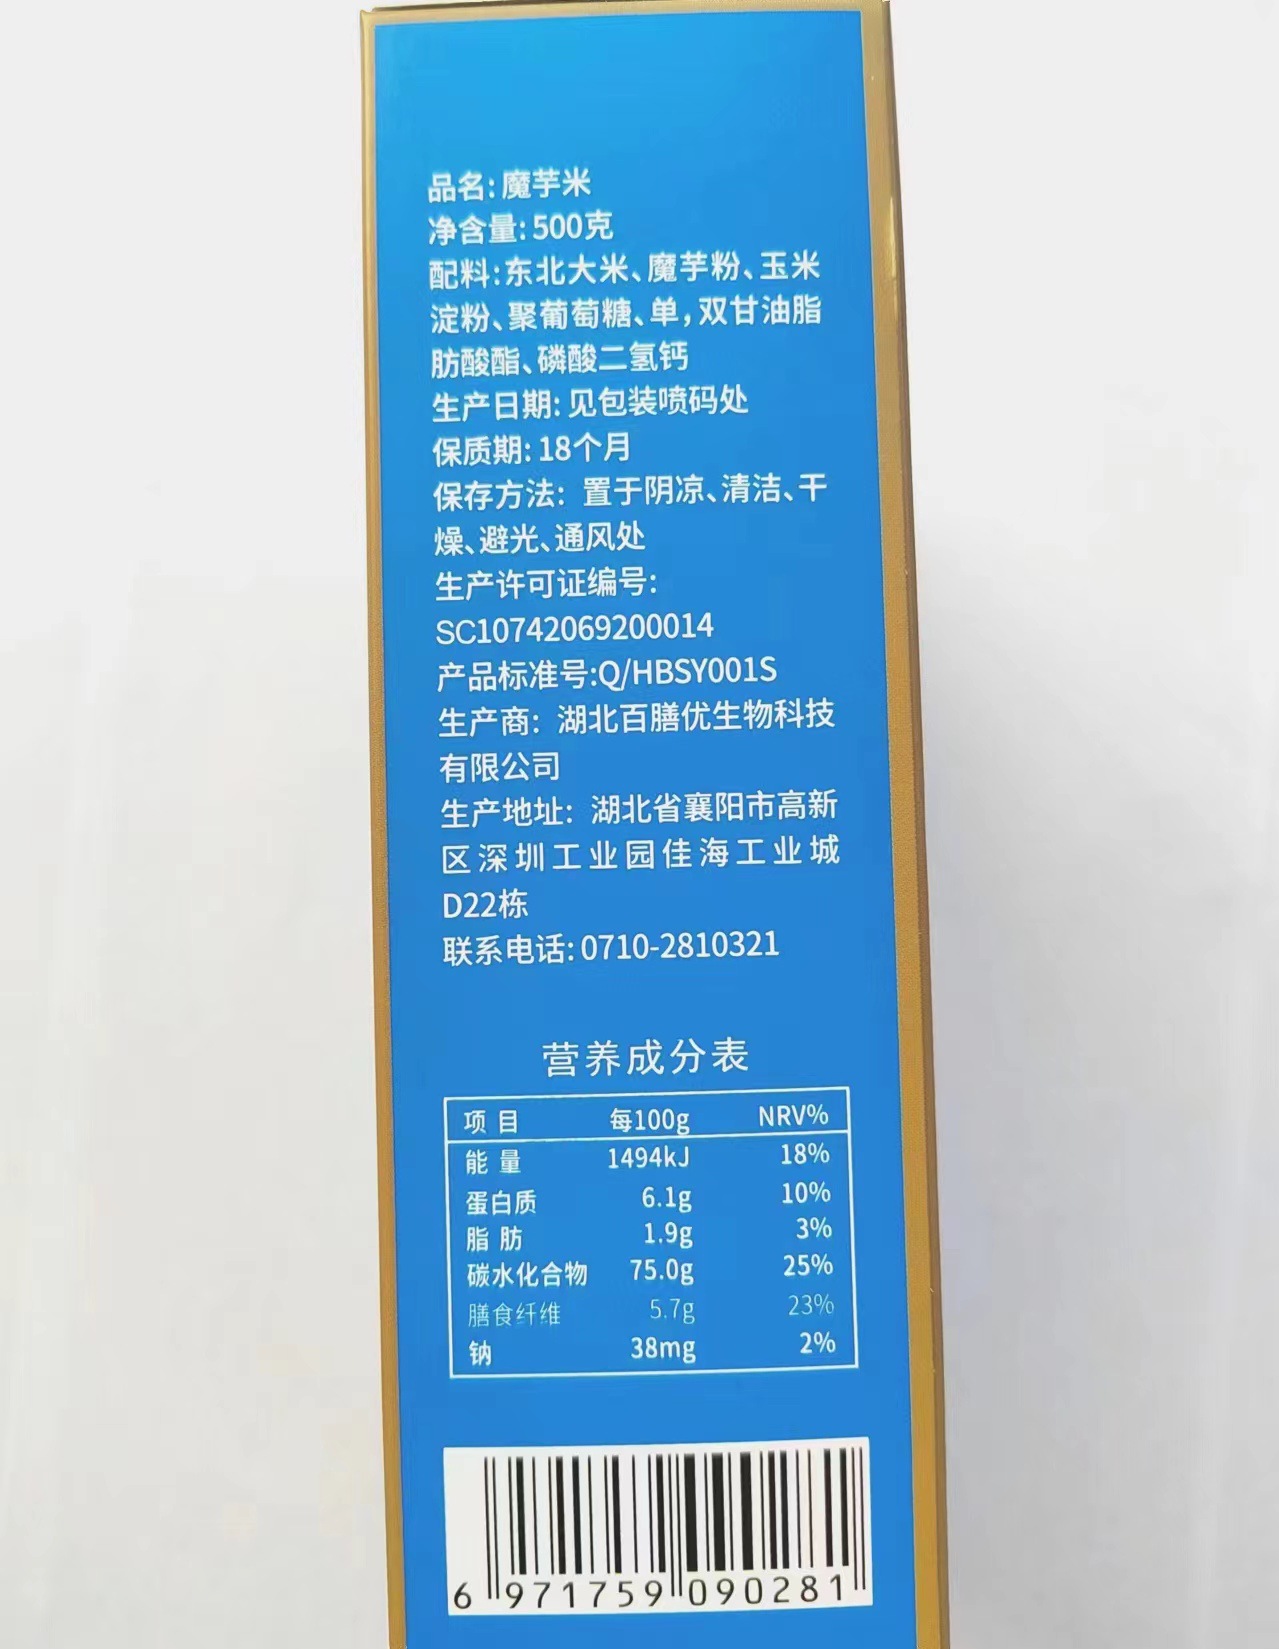 品名:魔芋米
净含量:500克
配料:东北大米、魔芋粉、玉米
淀粉、聚葡萄糖、单,双甘油脂
肪酸酯、磷酸二氢钙
生产日期:见包装喷码处
保质期:18个月
保存方法: 置于阴凉、清洁、干
燥、避光、通风处
生产许可证编号:
SC10742069200014
产品标准号:Q/HBSY001S
生产商: 湖北百膳优生物科技
有限公司
生产地址: 湖北省襄阳市高新
区深圳工业园佳海工业城
D22栋
联系电话:0710-2810321
营养成分表
项目 每100g NRV%
能量 1494kJ 18%
蛋白质 6.1g 10%
脂肪 1.9g 3%
碳水化合物 75.0g 25%
膳食纤维 5.7g 23%
钠 38mg 2%
6 971759 090281